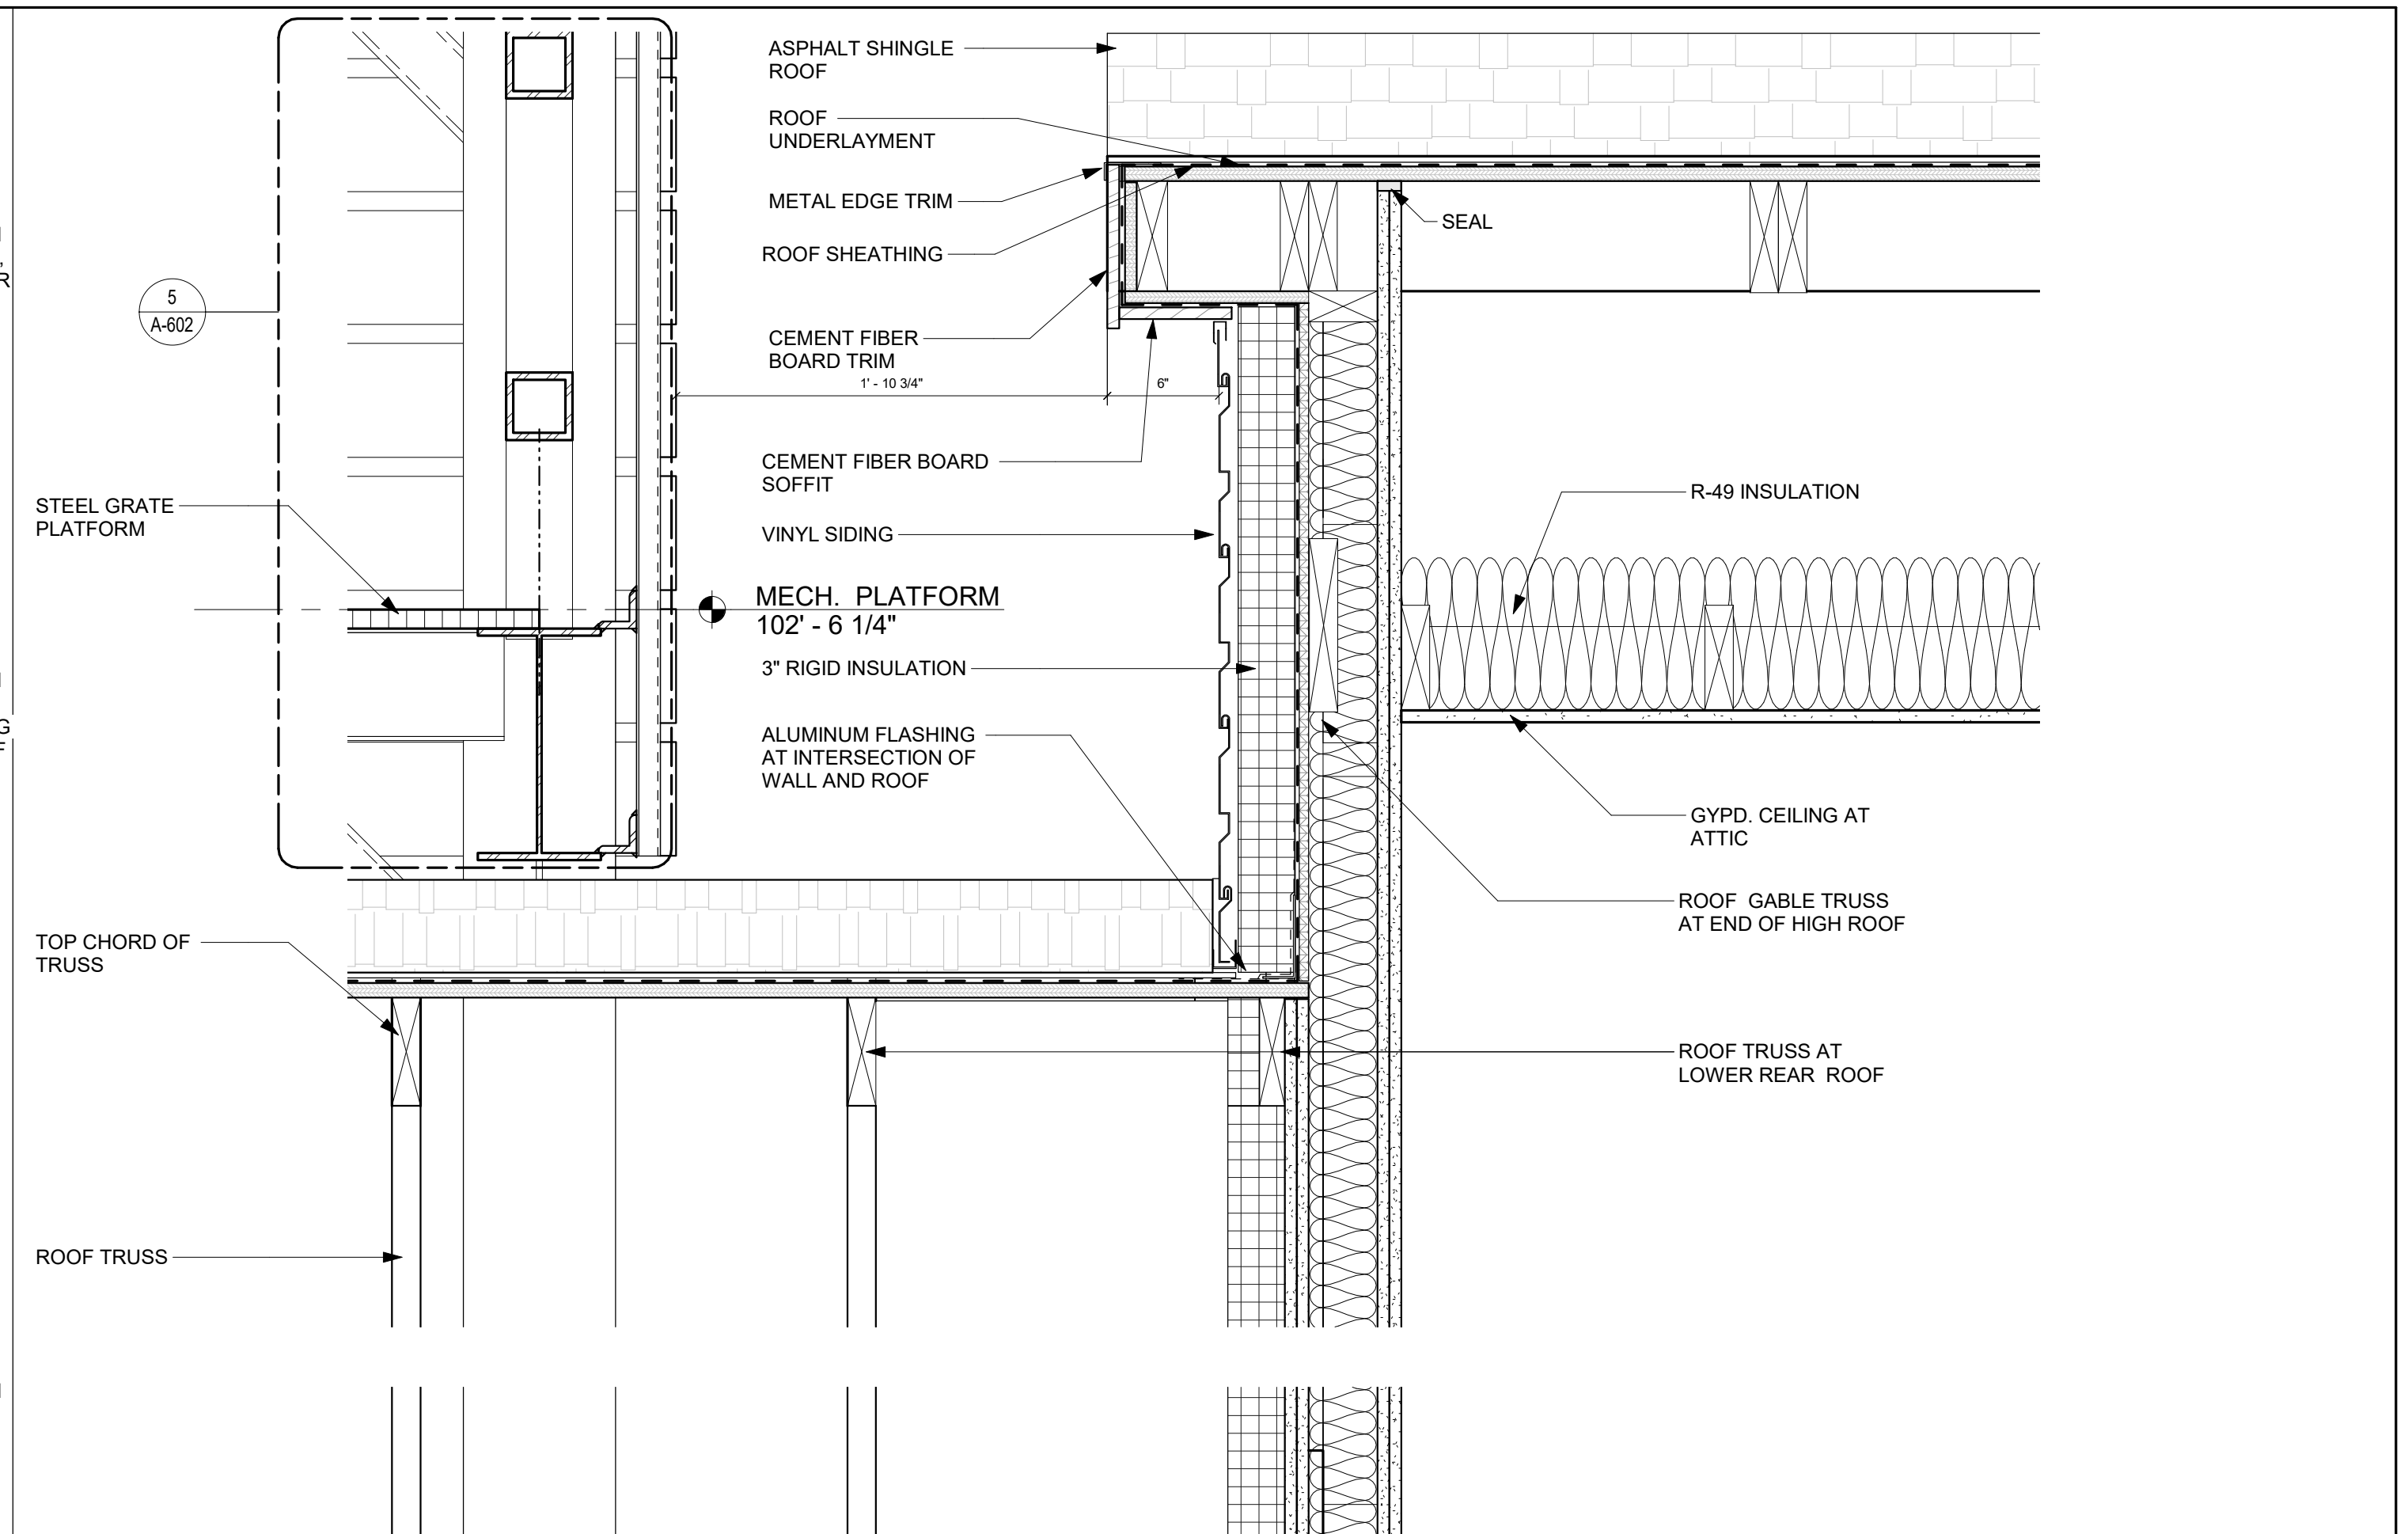 ASPHALT SHINGLE
ROOF
ROOF
UNDERLAYMENT
METAL EDGE TRIM
ROOF SHEATHING
SEAL
R
5
A-602
CEMENT FIBER
BOARD TRIM
1' - 10 3/4"
6"
CEMENT FIBER BOARD
SOFFIT
STEEL GRATE
PLATFORM
R-49 INSULATION
VINYL SIDING
MECH. PLATFORM
102' - 6 1/4"
3" RIGID INSULATION
G
ALUMINUM FLASHING
AT INTERSECTION OF
WALL AND ROOF
GYPD. CEILING AT
ATTIC
ROOF GABLE TRUSS
AT END OF HIGH ROOF
TOP CHORD OF
TRUSS
ROOF TRUSS AT
LOWER REAR ROOF
ROOF TRUSS